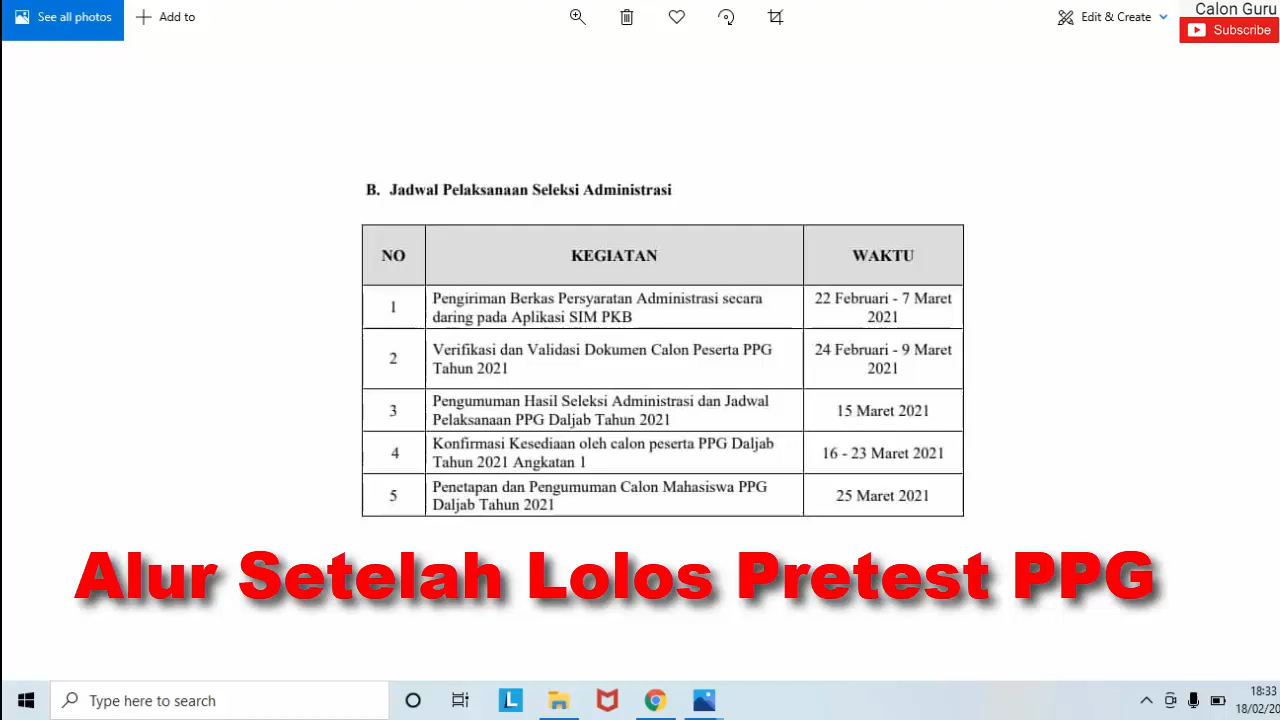 See all photos
Add to
Edit & Create
Calon Guru
Subscribe
B. Jadwal Pelaksanaan Seleksi Administrasi
NO KEGIATAN WAKTU
1 Pengiriman Berkas Persyaratan Administrasi secara daring pada Aplikasi SIM PKB 22 Februari - 7 Maret 2021
2 Verifikasi dan Validasi Dokumen Calon Peserta PPG Tahun 2021 24 Februari - 9 Maret 2021
3 Pengumuman Hasil Seleksi Administrasi dan Jadwal Pelaksanaan PPG Daljab Tahun 2021 15 Maret 2021
4 Konfirmasi Kesediaan oleh calon peserta PPG Daljab Tahun 2021 Angkatan 1 16 - 23 Maret 2021
5 Penetapan dan Pengumuman Calon Mahasiswa PPG Daljab Tahun 2021 25 Maret 2021
Alur Setelah Lolos Pretest PPG
Type here to search
L
18:33
18/02/20